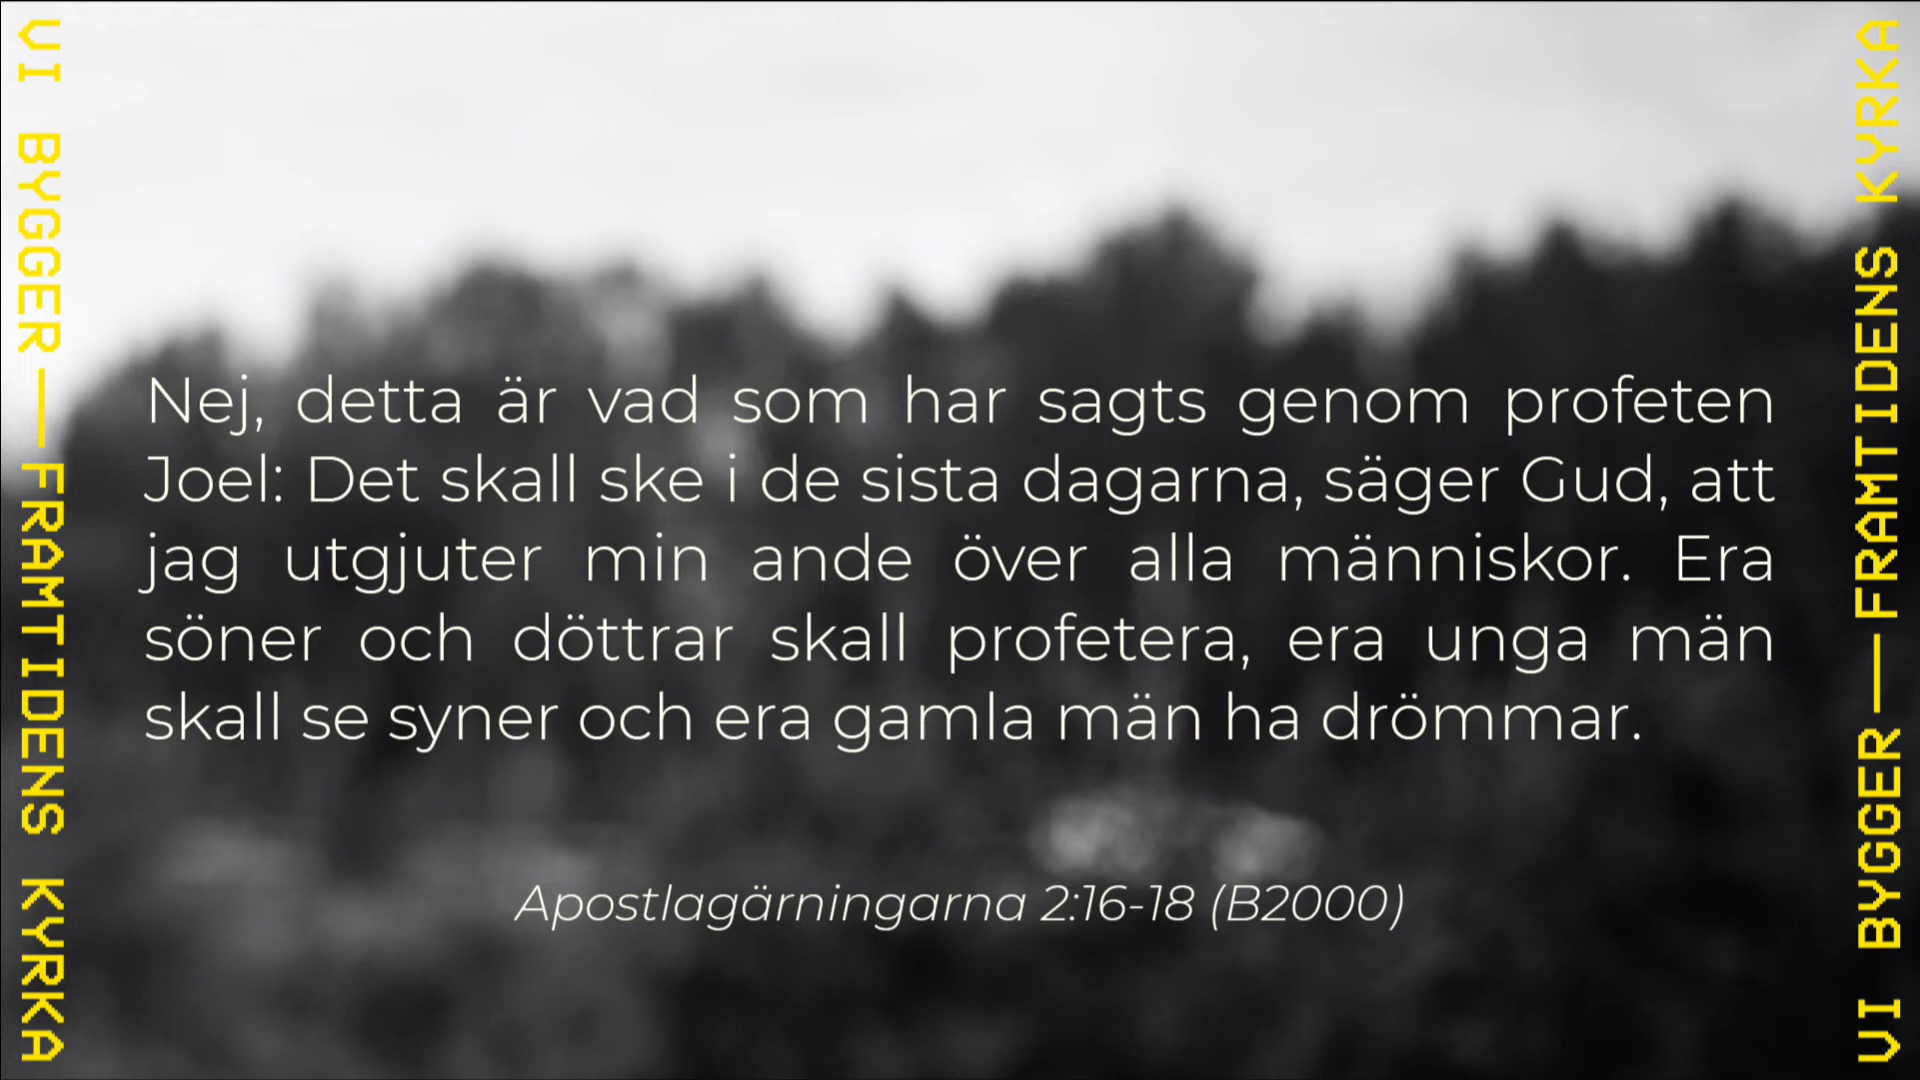 VI BYGGER—FRAMTIDENS KYRKA
Nej, detta är vad som har sagts genom profeten
Joel: Det skall ske i de sista dagarna, säger Gud, att
jag utgjuter min ande över alla människor. Era
söner och döttrar skall profetera, era unga män
skall se syner och era gamla män ha drömmar.
Apostlagärningarna 2:16-18 (B2000)
VI BYGGER—FRAMTIDENS KYRKA